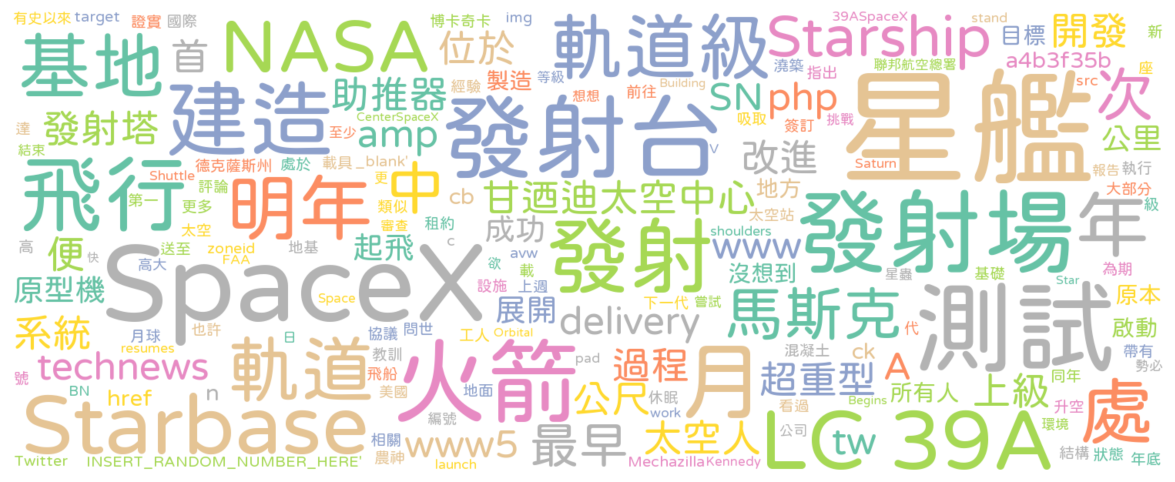 有史以來 target 證實 國際 博卡奇卡 img 39ASpaceX stand 目標 開發 新
基地 首 NASA 位於 軌道級 Starship 澆築 指出 聯邦航空總署 a4b3f35b 座
建造 助推器 經驗 製造 等級 想想 前往 Building SN php 簽訂 挑戰 src 次
發射塔 至少 CenterSpaceX amp 發射台 v 吸取 改進 星艦 公里
達 結束 德克薩斯州 處於 載具 _blank' Saturn 報告 執行
飛行 Shuttle 評論 明年 更 中 cb 甘迺迪太空中心 地方 大部分
第一 更多 類似 太空站 發射場 年 級
太空 審查 租約 成功 發射 shoulders www
高 便 送至 zoneid 地基 起飛 c avw 欲 載 沒想到 星蟲 基礎 為期
快 高大 FAA SpaceX 上週 設施 下一代 嘗試 Star
原型機 Space 展開 delivery 馬斯克 代 測試 原本
系統 月球 也許 協議 問世 工人 Orbital 啟動
resumes 日 教訓 混凝土 帶有
technews 軌道 飛船 火箭 pad 過程 月 ck A 勢必
號 BN href n 美國 地面 公尺 休眠 超重型 所有人 上級 同年
Starbase 編號 work 看過 Begins 升空 處
相關 www5 最早 太空人 公司 LC 39A tw 環境
Twitter INSERT_RANDOM_NUMBER_HERE' 農神 launch Mechazilla Kennedy 結構 狀態 年底